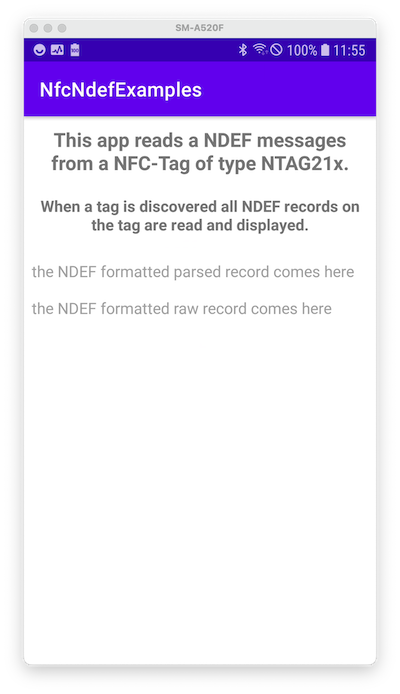 SM-A520F
100% 11:55
NfcNdefExamples
This app reads a NDEF messages
from a NFC-Tag of type NTAG21x.
When a tag is discovered all NDEF records on
the tag are read and displayed.
the NDEF formatted parsed record comes here
the NDEF formatted raw record comes here